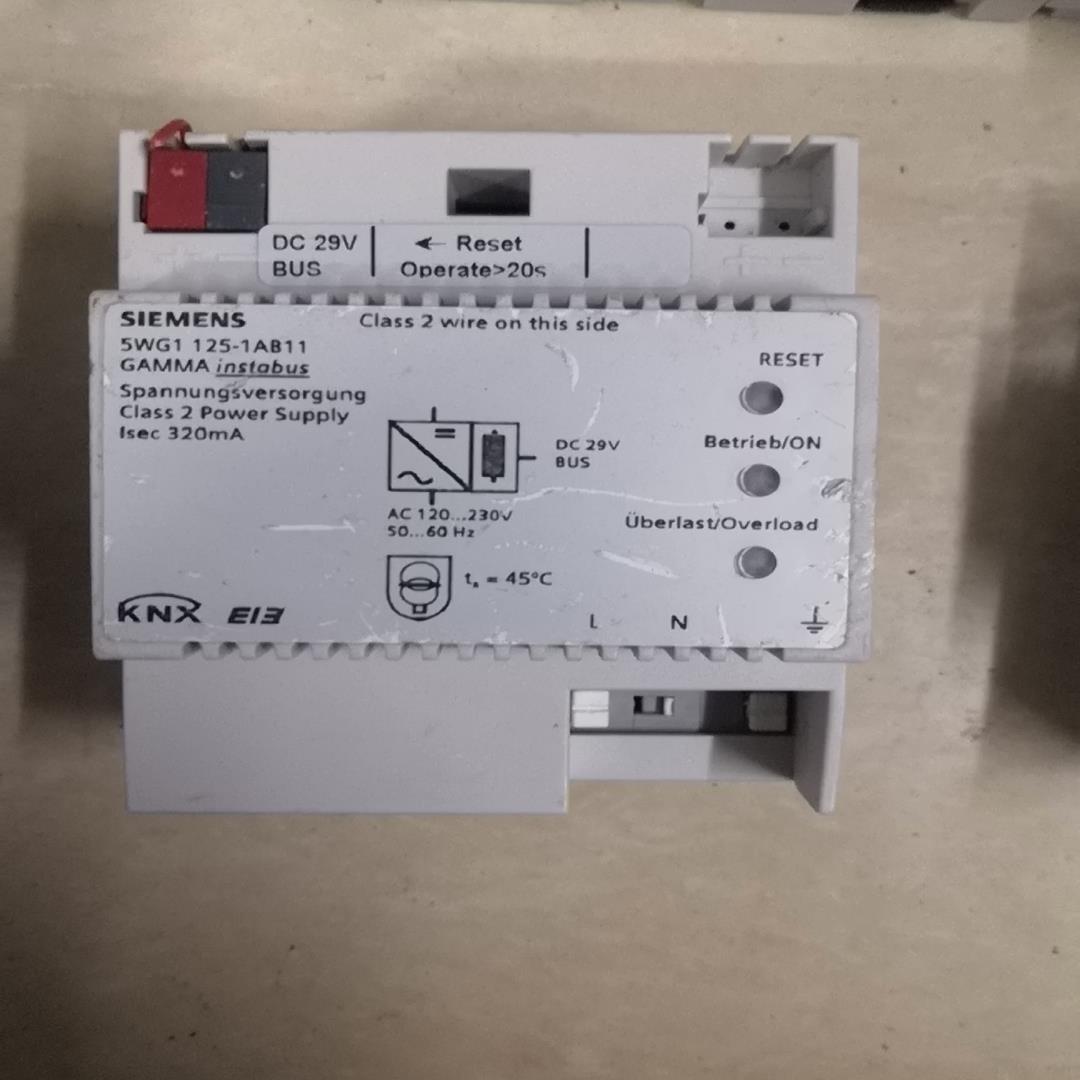 DC 29V
BUS
← Reset
Operate>20s
SIEMENS
Class 2 wire on this side
5WG1 125-1AB11
GAMMA instabus
Spannungsversorgung
Class 2 Power Supply
Isec 320mA
RESET
Betrieb/ON
DC 29V
BUS
AC 120...230V
50...60 Hz
Überlast/Overload
tₐ = 45°C
KNX EIB
L N